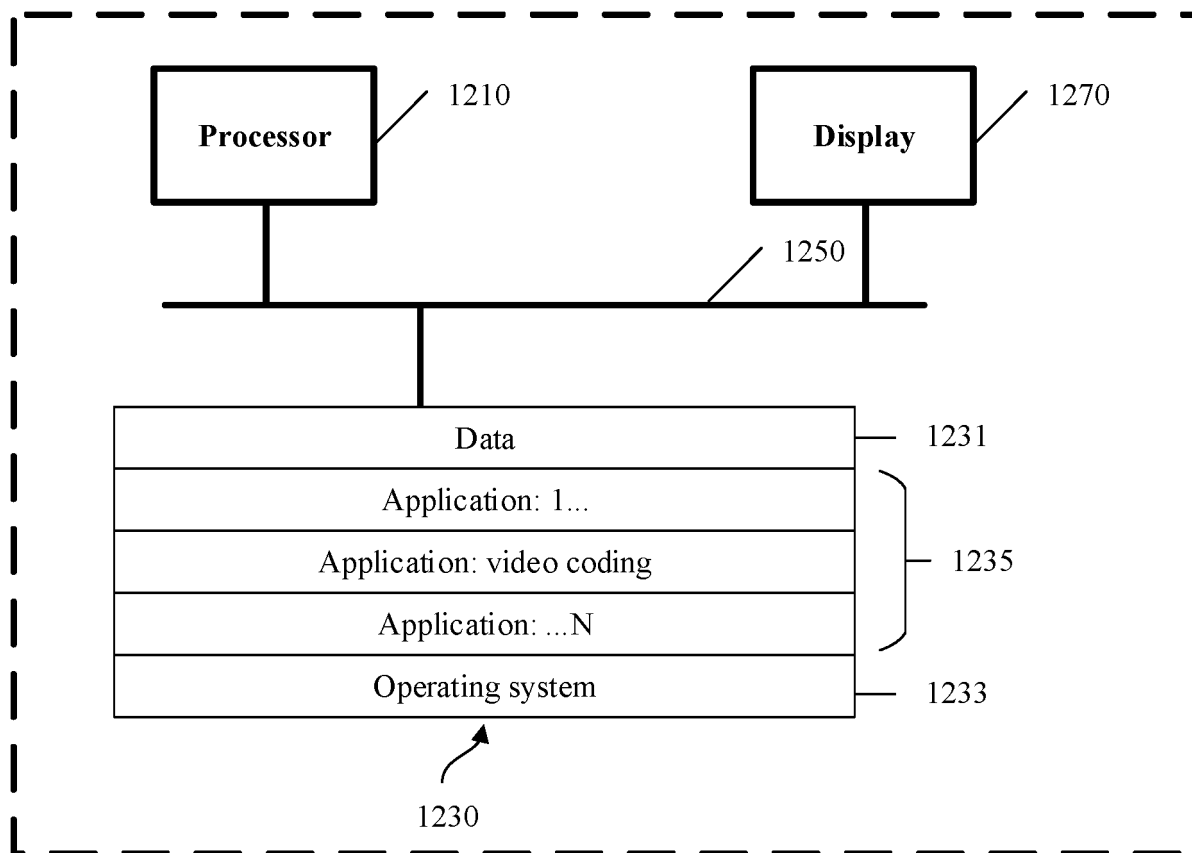 Processor
1210
Display
1270
1250
Data
1231
Application: 1...
Application: video coding
1235
Application: ...N
Operating system
1233
1230